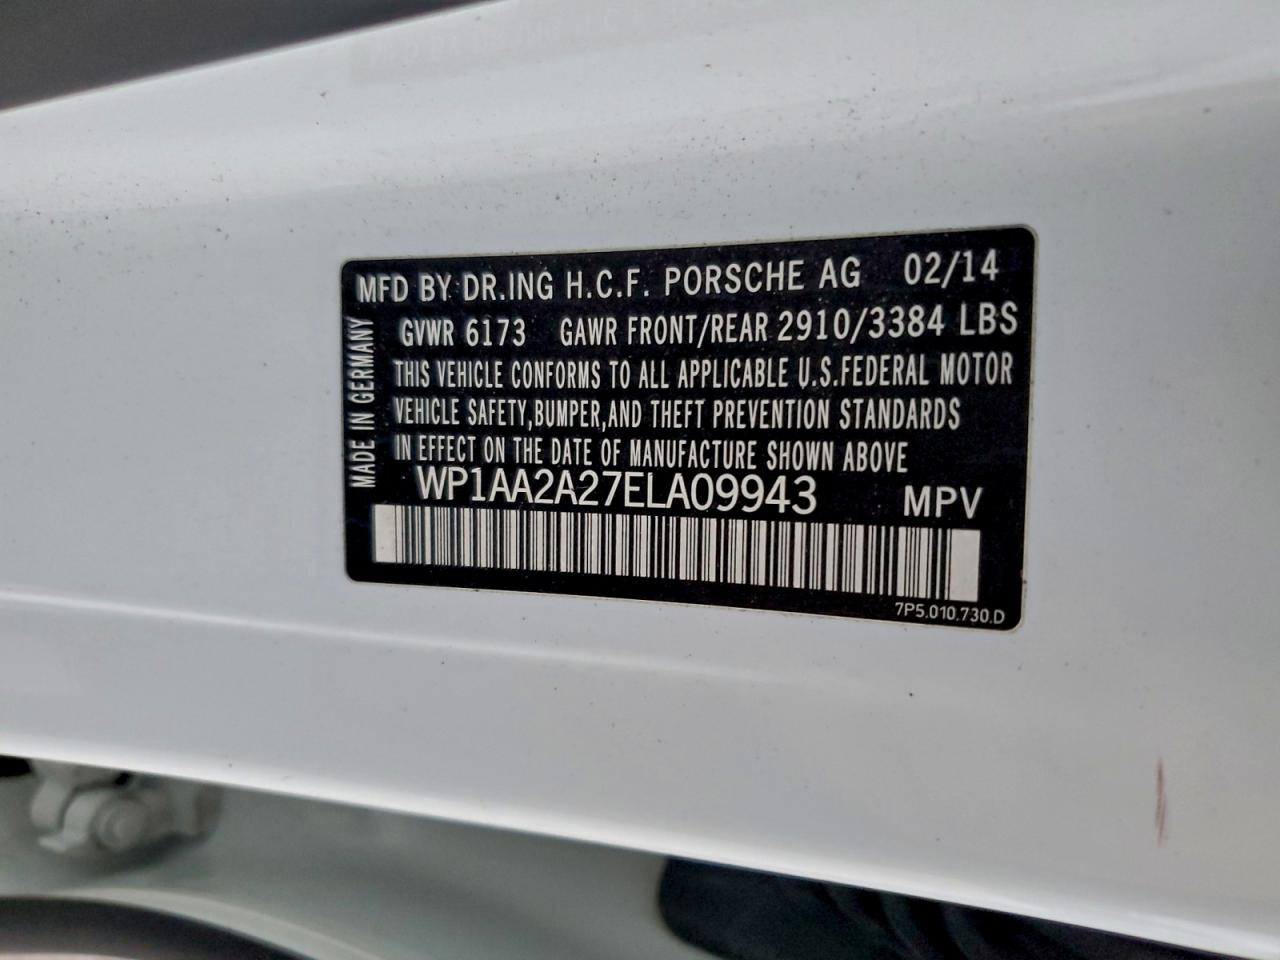 MFD BY DR.ING H.C.F. PORSCHE AG 02/14
GVWR 6173 GAWR FRONT/REAR 2910/3384 LBS
THIS VEHICLE CONFORMS TO ALL APPLICABLE U.S.FEDERAL MOTOR
VEHICLE SAFETY,BUMPER,AND THEFT PREVENTION STANDARDS
IN EFFECT ON THE DATE OF MANUFACTURE SHOWN ABOVE
MADE IN GERMANY
WP1AA2A27ELA09943 MPV
7P5.010.730.D